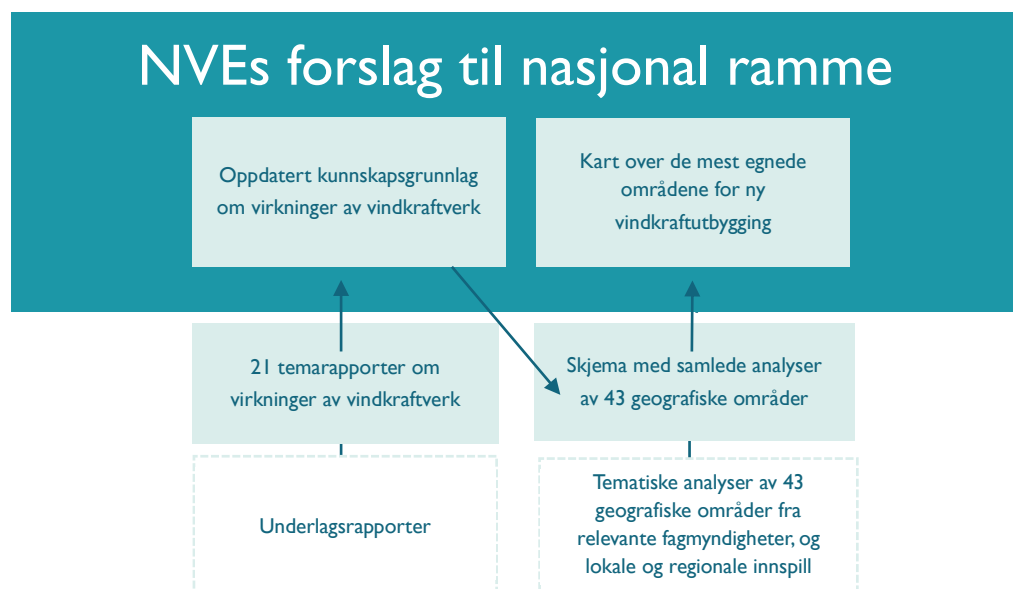 NVEs forslag til nasjonal ramme
Oppdatert kunnskapsgrunnlag
om virkninger av vindkraftverk
Kart over de mest egnede
områdene for ny
vindkraftutbygging
21 temarapporter om
virkninger av vindkraftverk
Skjema med samlede analyser
av 43 geografiske områder
Underlagsrapporter
Tematiske analyser av 43
geografiske områder fra
relevante fagmyndigheter, og
lokale og regionale innspill